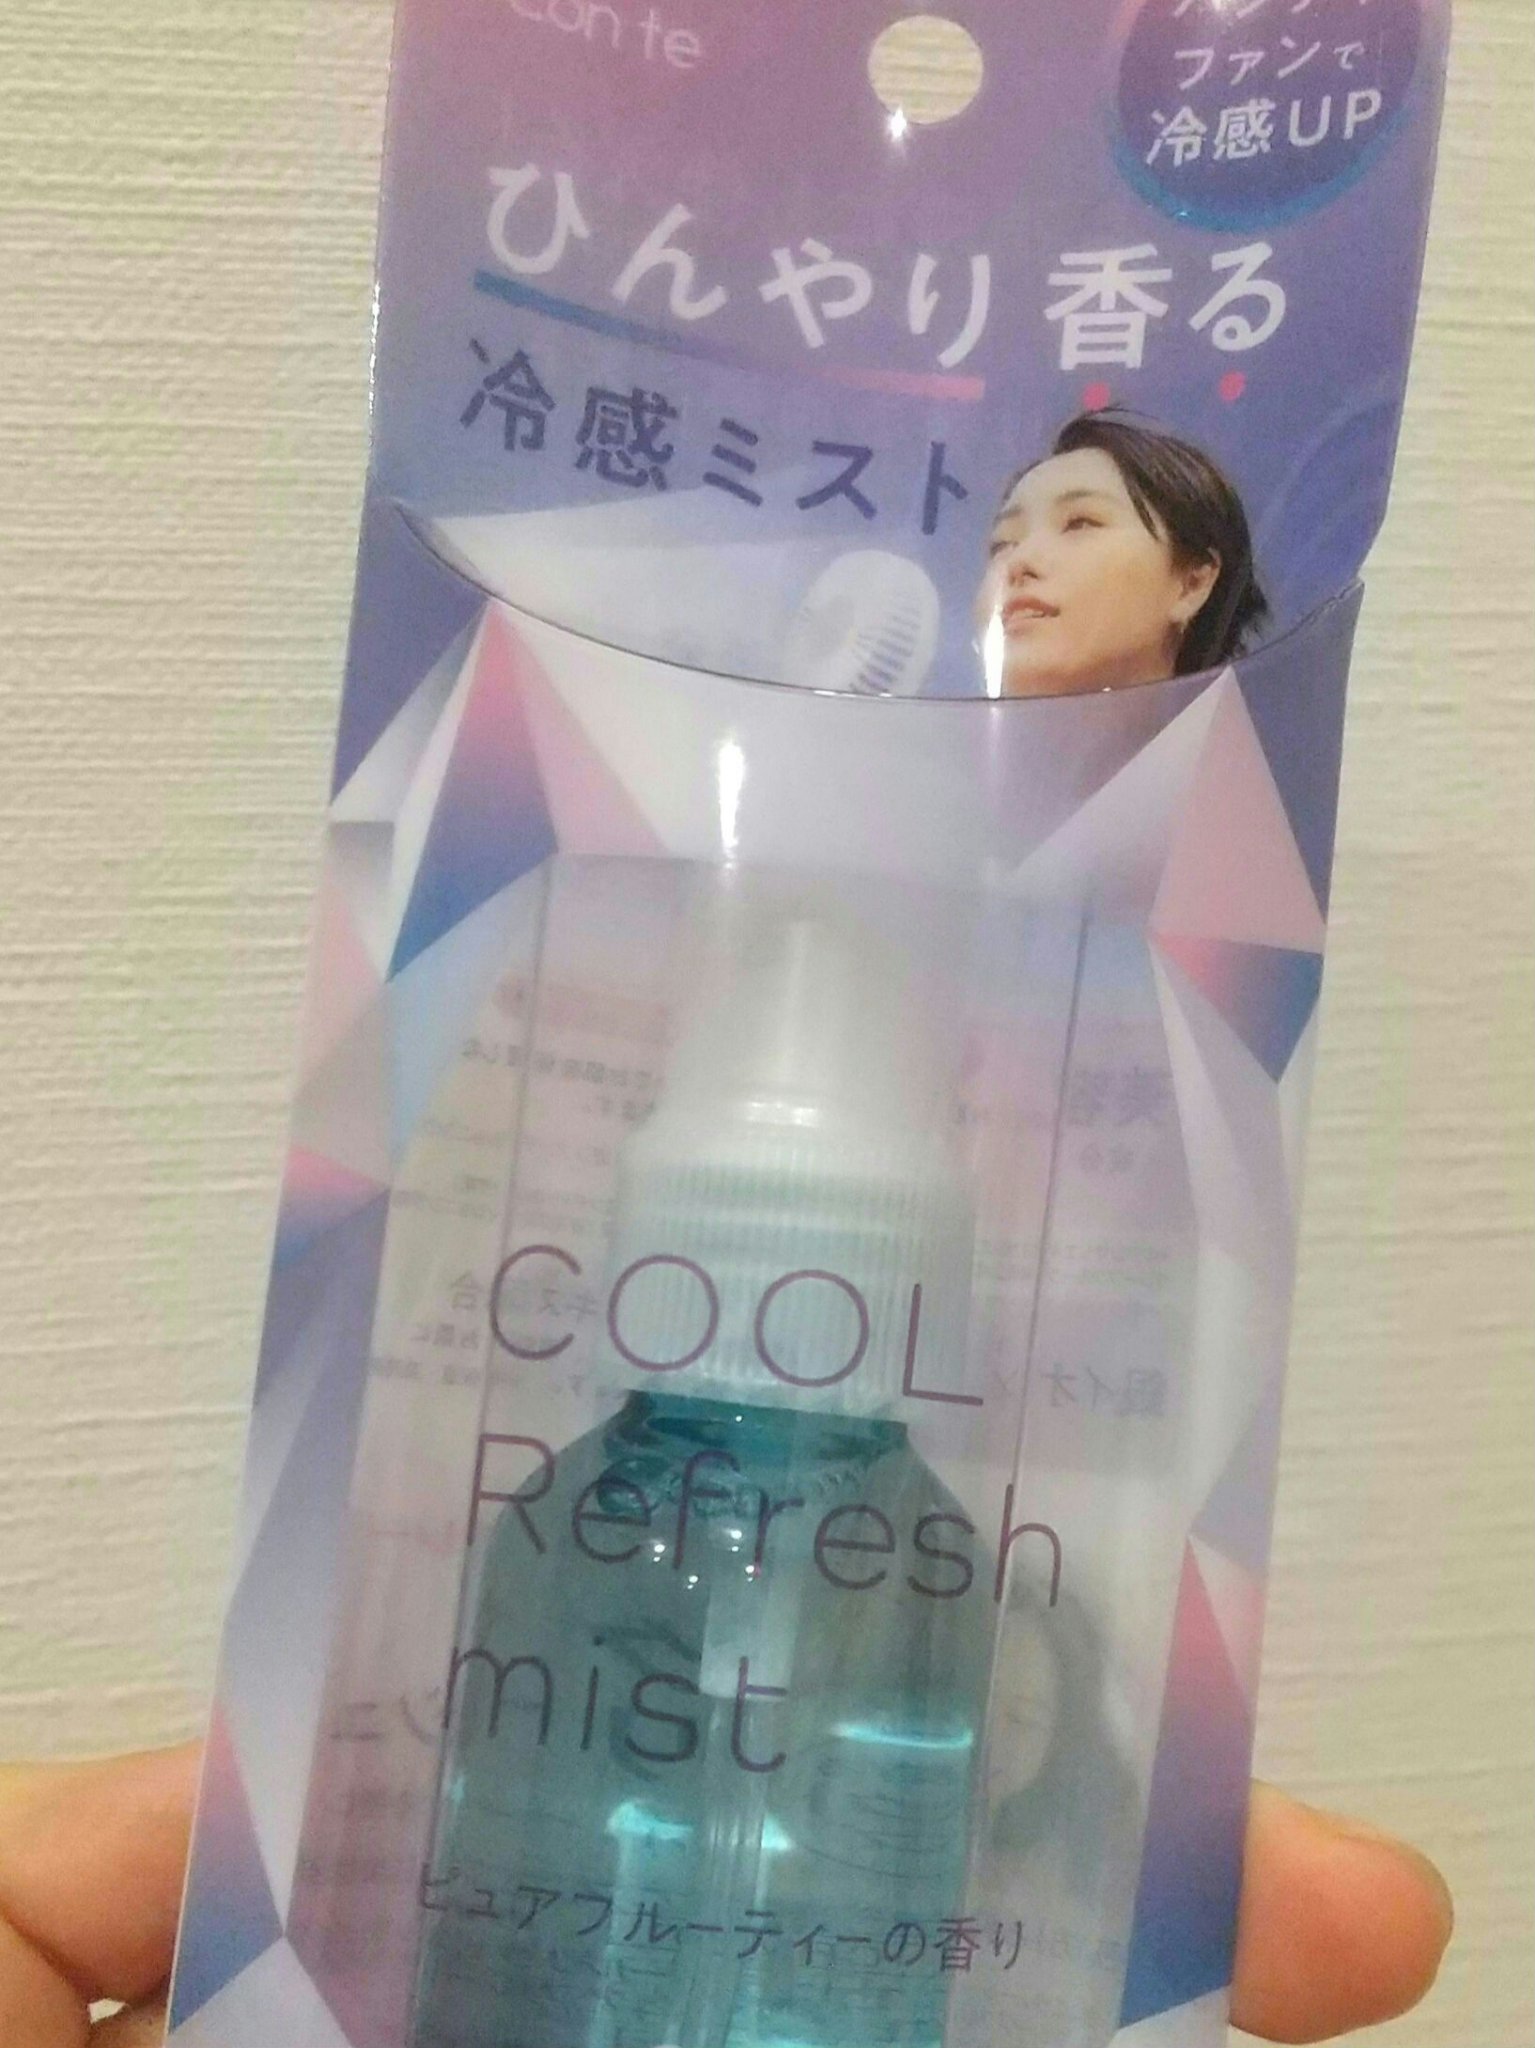 conte
ファンで
冷感UP
ひんやり香る
冷感ミスト
COOL
Refresh
mist
ピュアフルーティーの香り